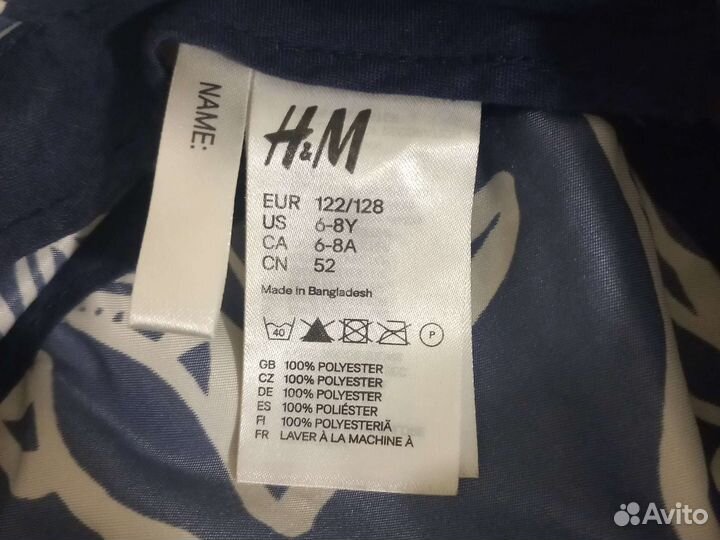 NAME:
H&M
EUR 122/128
US 6-8Y
CA 6-8A
CN 52
Made in Bangladesh
40
P
GB 100% POLYESTER
CZ 100% POLYESTER
DE 100% POLYESTER
ES 100% POLIÉSTER
FI 100% POLYESTERIÄ
FR LAVER À LA MACHINE À
Avito